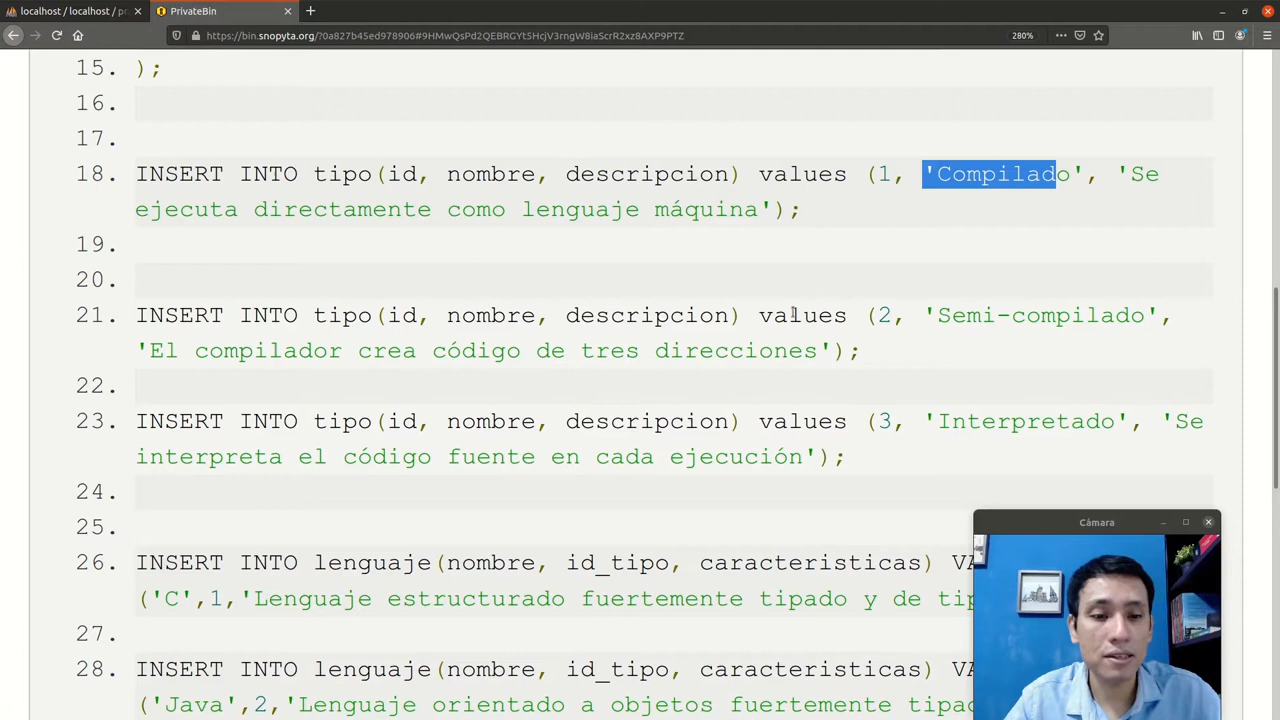 localhost / localhost / pr
PrivateBin
https://bin.snopyta.org/?0a827b45ed978906#9HMwQsPd2QEBRGYt5HcjV3rngW8iaScrR2xz8AXP9PTZ
280%
15. );
16.
17.
18. INSERT INTO tipo(id, nombre, descripcion) values (1, 'Compilado', 'Se
ejecuta directamente como lenguaje máquina');
19.
20.
21. INSERT INTO tipo(id, nombre, descripcion) values (2, 'Semi-compilado',
'El compilador crea código de tres direcciones');
22.
23. INSERT INTO tipo(id, nombre, descripcion) values (3, 'Interpretado', 'Se
interpreta el código fuente en cada ejecución');
24.
25.
26. INSERT INTO lenguaje(nombre, id_tipo, caracteristicas) VA
('C',1,'Lenguaje estructurado fuertemente tipado y de tip
27.
28. INSERT INTO lenguaje(nombre, id_tipo, caracteristicas) VA
('Java',2,'Lenguaje orientado a objetos fuertemente tipad
Cámara